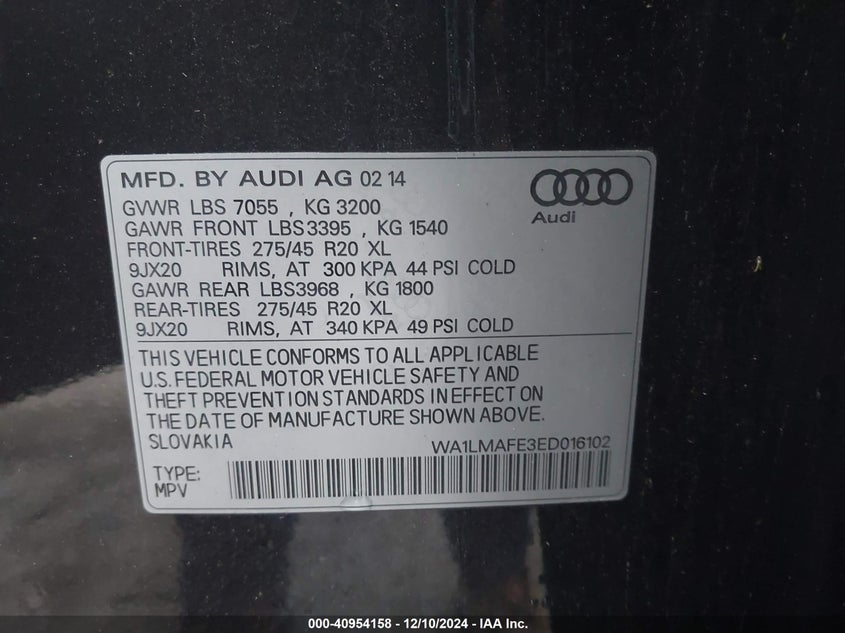 MFD. BY AUDI AG 02 14
Audi
GVWR LBS 7055 , KG 3200
GAWR FRONT LBS3395 , KG 1540
FRONT-TIRES 275/45 R20 XL
9JX20 RIMS, AT 300 KPA 44 PSI COLD
GAWR REAR LBS3968 , KG 1800
REAR-TIRES 275/45 R20 XL
9JX20 RIMS, AT 340 KPA 49 PSI COLD
THIS VEHICLE CONFORMS TO ALL APPLICABLE
U.S. FEDERAL MOTOR VEHICLE SAFETY AND
THEFT PREVENTION STANDARDS IN EFFECT ON
THE DATE OF MANUFACTURE SHOWN ABOVE.
SLOVAKIA WA1LMAFE3ED016102
TYPE:
MPV
000-40954158 - 12/10/2024 - IAA Inc.